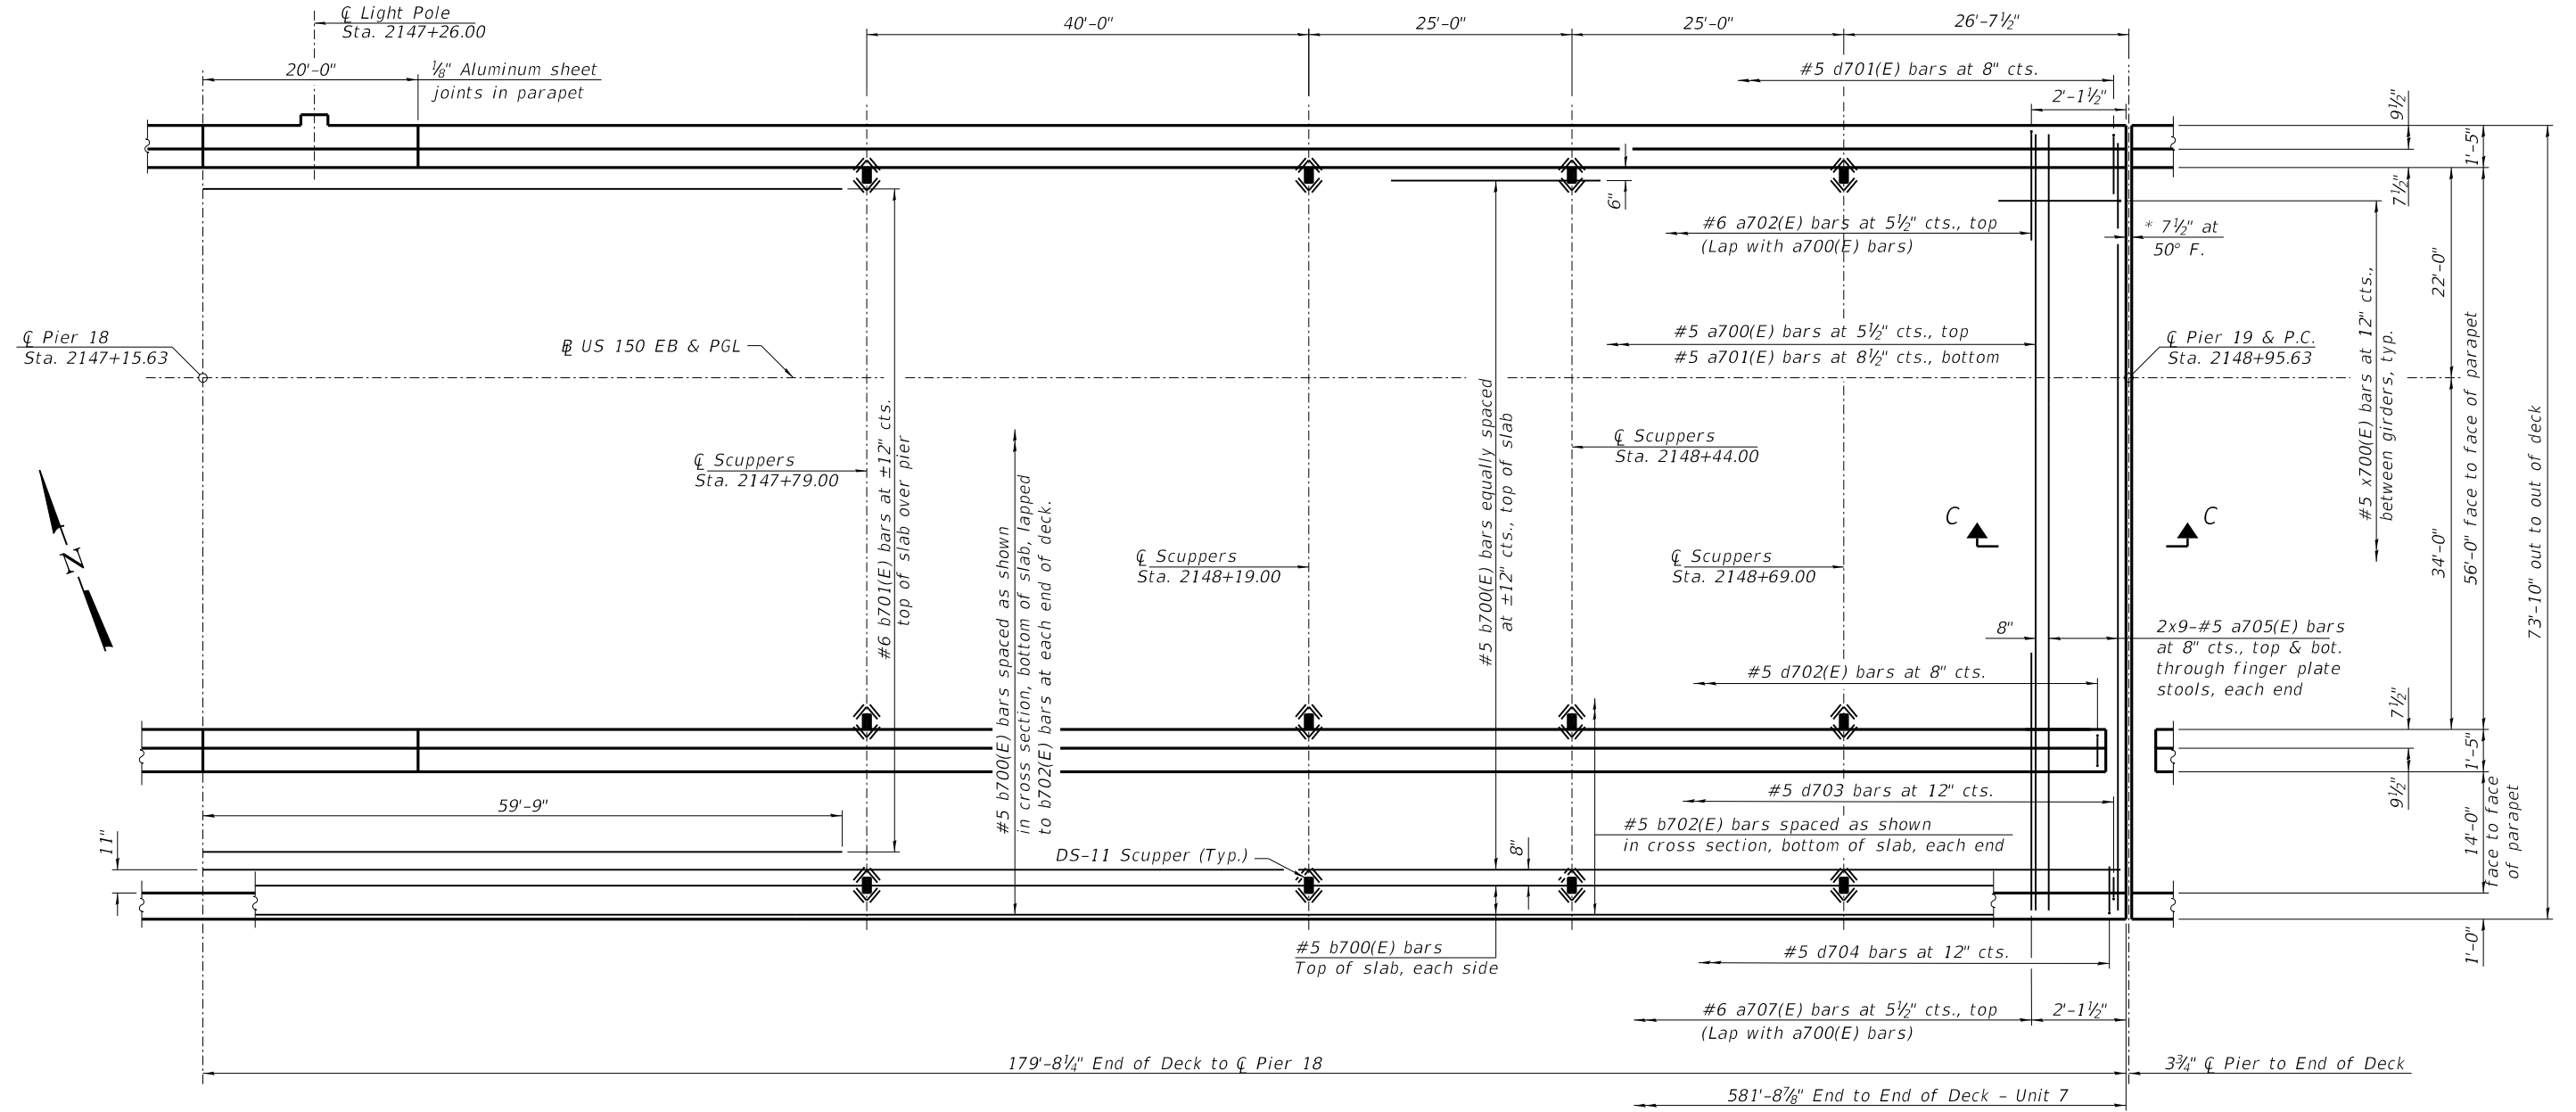 ℄ Light Pole
Sta. 2147+26.00
40'-0"
25'-0"
25'-0"
26'-7½"
20'-0"
⅛" Aluminum sheet
joints in parapet
#5 d701(E) bars at 8" cts.
2'-1½"
9½"
1'-5"
7½"
6"
#6 a702(E) bars at 5½" cts., top
(Lap with a700(E) bars)
* 7½" at
50° F.
22'-0"
℄ Pier 18
Sta. 2147+15.63
℄ US 150 EB & PGL
#5 a700(E) bars at 5½" cts., top
#5 a701(E) bars at 8½" cts., bottom
℄ Pier 19 & P.C.
Sta. 2148+95.63
#5 x700(E) bars at 12" cts.,
between girders, typ.
56'-0" face to face of parapet
73'-10" out to out of deck
34'-0"
℄ Scuppers
Sta. 2147+79.00
#6 b701(E) bars at ±12" cts.
top of slab over pier
#5 b700(E) bars spaced as shown
in cross section, bottom of slab, lapped
to b702(E) bars at each end of deck.
#5 b700(E) bars equally spaced
at ±12" cts., top of slab
℄ Scuppers
Sta. 2148+44.00
℄ Scuppers
Sta. 2148+19.00
℄ Scuppers
Sta. 2148+69.00
C
C
N
8"
2x9-#5 a705(E) bars
at 8" cts., top & bot.
through finger plate
stools, each end
#5 d702(E) bars at 8" cts.
7½"
1'-5"
9½"
59'-9"
11"
#5 d703 bars at 12" cts.
#5 b702(E) bars spaced as shown
in cross section, bottom of slab, each end
DS-11 Scupper (Typ.)
8"
14'-0"
face to face
of parapet
#5 b700(E) bars
Top of slab, each side
#5 d704 bars at 12" cts.
1'-0"
#6 a707(E) bars at 5½" cts., top
(Lap with a700(E) bars)
2'-1½"
179'-8¼" End of Deck to ℄ Pier 18
3¾" ℄ Pier to End of Deck
581'-8⅞" End to End of Deck - Unit 7